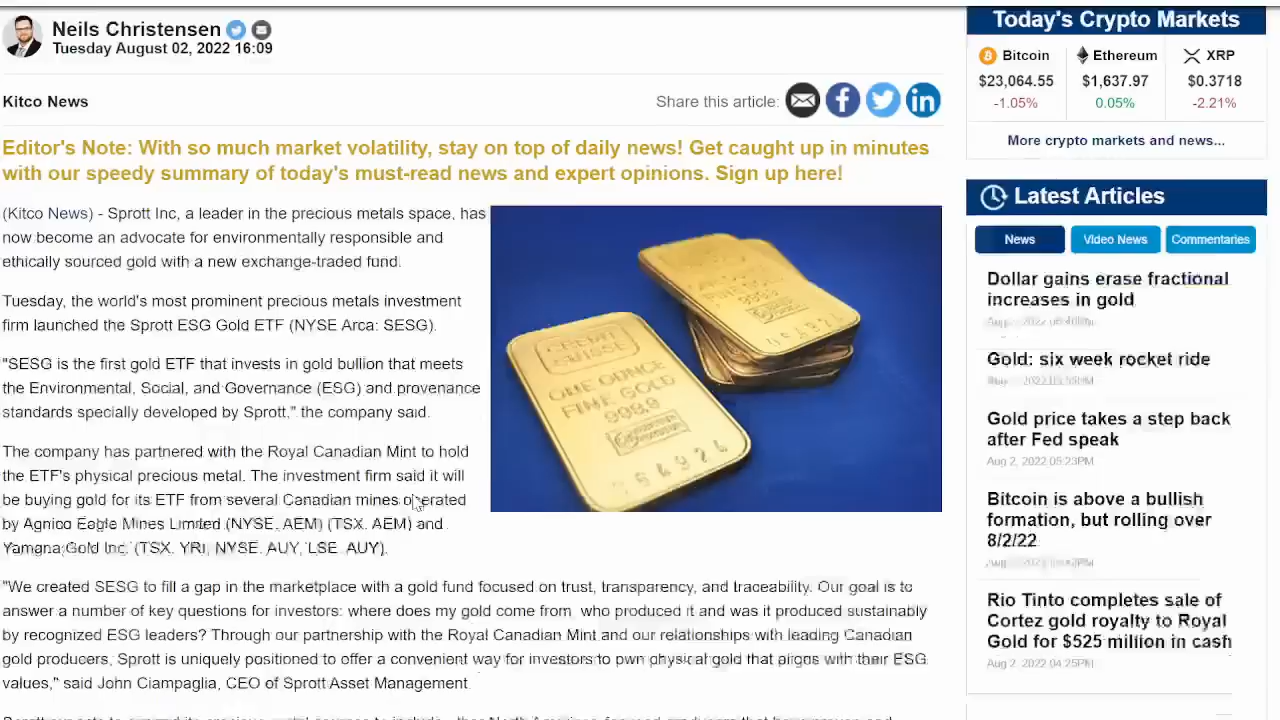 Neils Christensen
Tuesday August 02, 2022 16:09
Kitco News
Share this article:
Editor's Note: With so much market volatility, stay on top of daily news! Get caught up in minutes
with our speedy summary of today's must-read news and expert opinions. Sign up here!
(Kitco News) - Sprott Inc, a leader in the precious metals space, has
now become an advocate for environmentally responsible and
ethically sourced gold with a new exchange-traded fund.
Tuesday, the world's most prominent precious metals investment
firm launched the Sprott ESG Gold ETF (NYSE Arca: SESG).
"SESG is the first gold ETF that invests in gold bullion that meets
the Environmental, Social, and Governance (ESG) and provenance
standards specially developed by Sprott," the company said.
The company has partnered with the Royal Canadian Mint to hold
the ETF's physical precious metal. The investment firm said it will
be buying gold for its ETF from several Canadian mines operated
by Agnico Eagle Mines Limited (NYSE. AEM) (TSX. AEM) and
Yamana Gold Inc. (TSX. YRI, NYSE. AUY, LSE. AUY).
"We created SESG to fill a gap in the marketplace with a gold fund focused on trust, transparency, and traceability. Our goal is to
answer a number of key questions for investors: where does my gold come from, who produced it and was it produced sustainably
by recognized ESG leaders? Through our partnership with the Royal Canadian Mint and our relationships with leading Canadian
gold producers, Sprott is uniquely positioned to offer a convenient way for investors to own physical gold that aligns with their ESG
values," said John Ciampaglia, CEO of Sprott Asset Management
CREDIT
SUISSE
ONE OUNCE
FINE GOLD
999.9
Today's Crypto Markets
Bitcoin
Ethereum
XRP
$23,064.55
$1,637.97
$0.3718
-1.05%
0.05%
-2.21%
More crypto markets and news...
Latest Articles
News
Video News
Commentaries
Dollar gains erase fractional
increases in gold
Gold: six week rocket ride
Gold price takes a step back
after Fed speak
Aug 2, 2022 05:23PM
Bitcoin is above a bullish
formation, but rolling over
8/2/22
Rio Tinto completes sale of
Cortez gold royalty to Royal
Gold for $525 million in cash
Aug 2, 2022 04:25PM